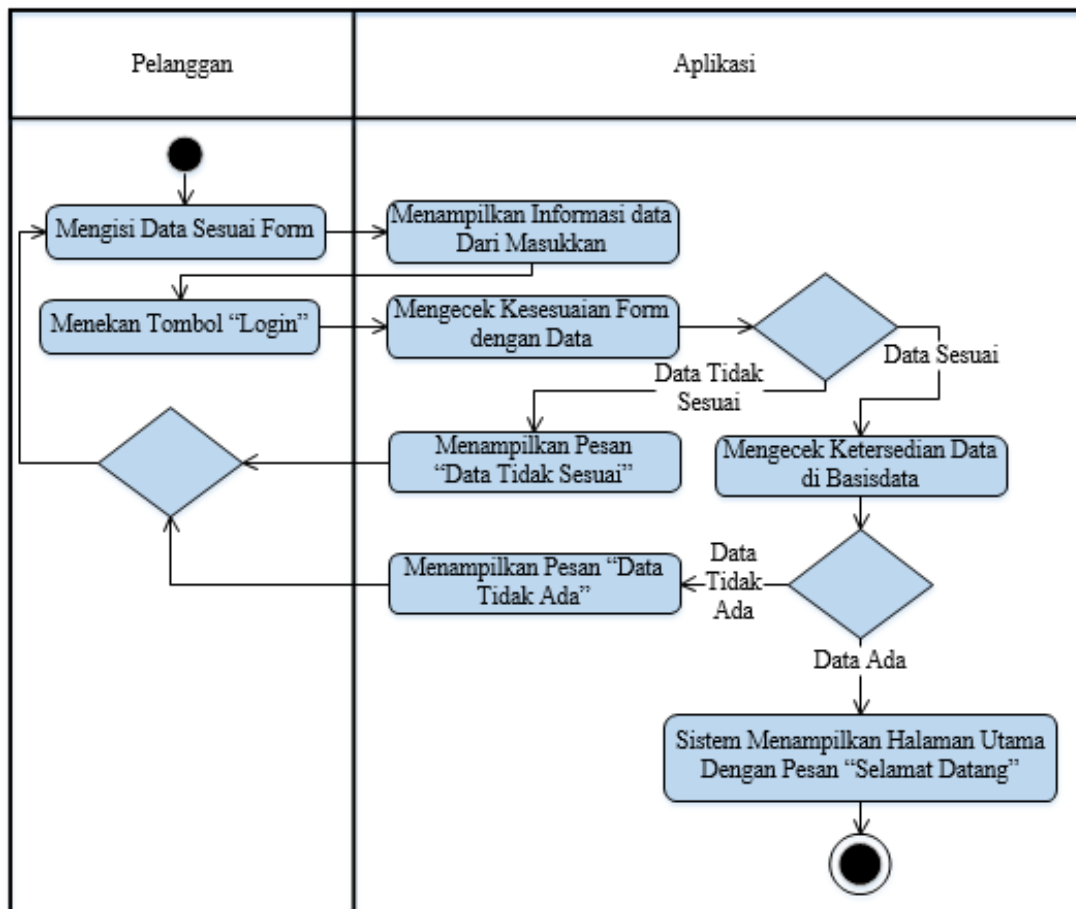 Pelanggan
Aplikasi
Mengisi Data Sesuai Form
Menampilkan Informasi data
Dari Masukkan
Menekan Tombol “Login”
Mengecek Kesesuaian Form
dengan Data
Data Sesuai
Data Tidak
Sesuai
Menampilkan Pesan
“Data Tidak Sesuai”
Mengecek Ketersedian Data
di Basisdata
Menampilkan Pesan “Data
Tidak Ada”
Data
Tidak
Ada
Data Ada
Sistem Menampilkan Halaman Utama
Dengan Pesan “Selamat Datang”